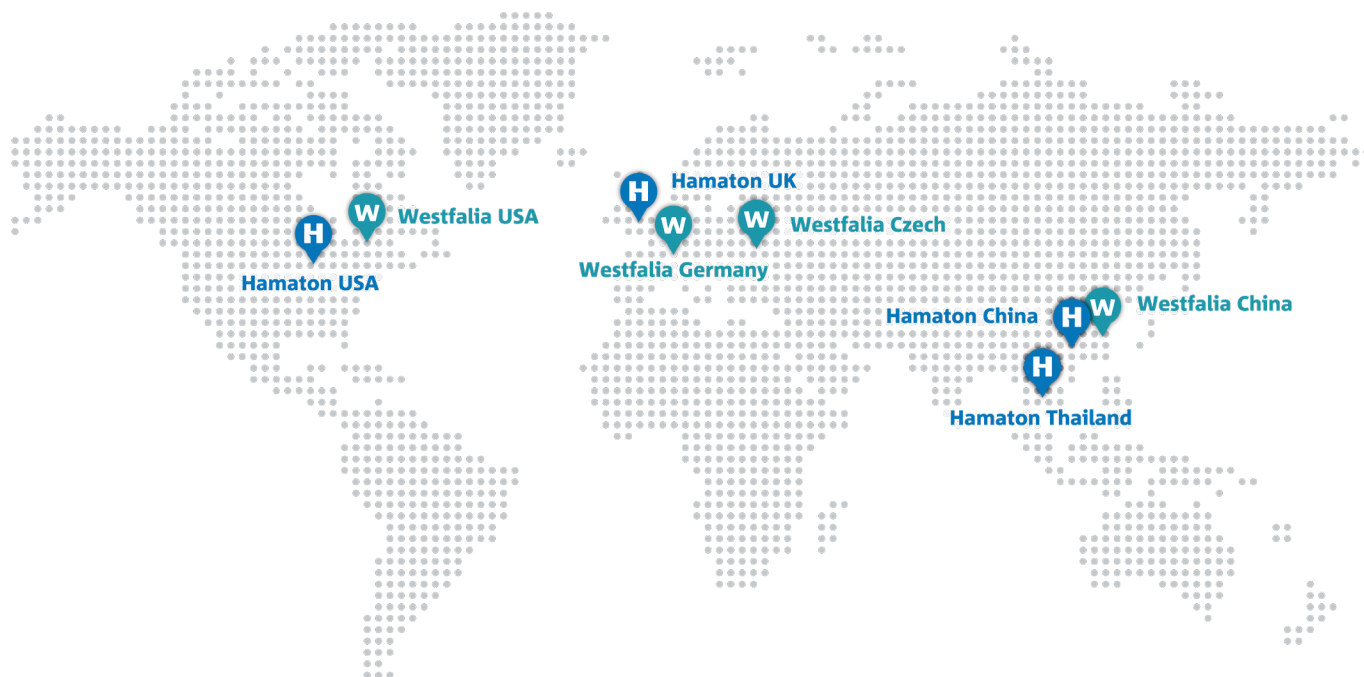 H
Hamaton UK
W
Westfalia USA
H
Hamaton USA
W
Westfalia Germany
W
Westfalia Czech
Hamaton China
H
W
Westfalia China
H
Hamaton Thailand